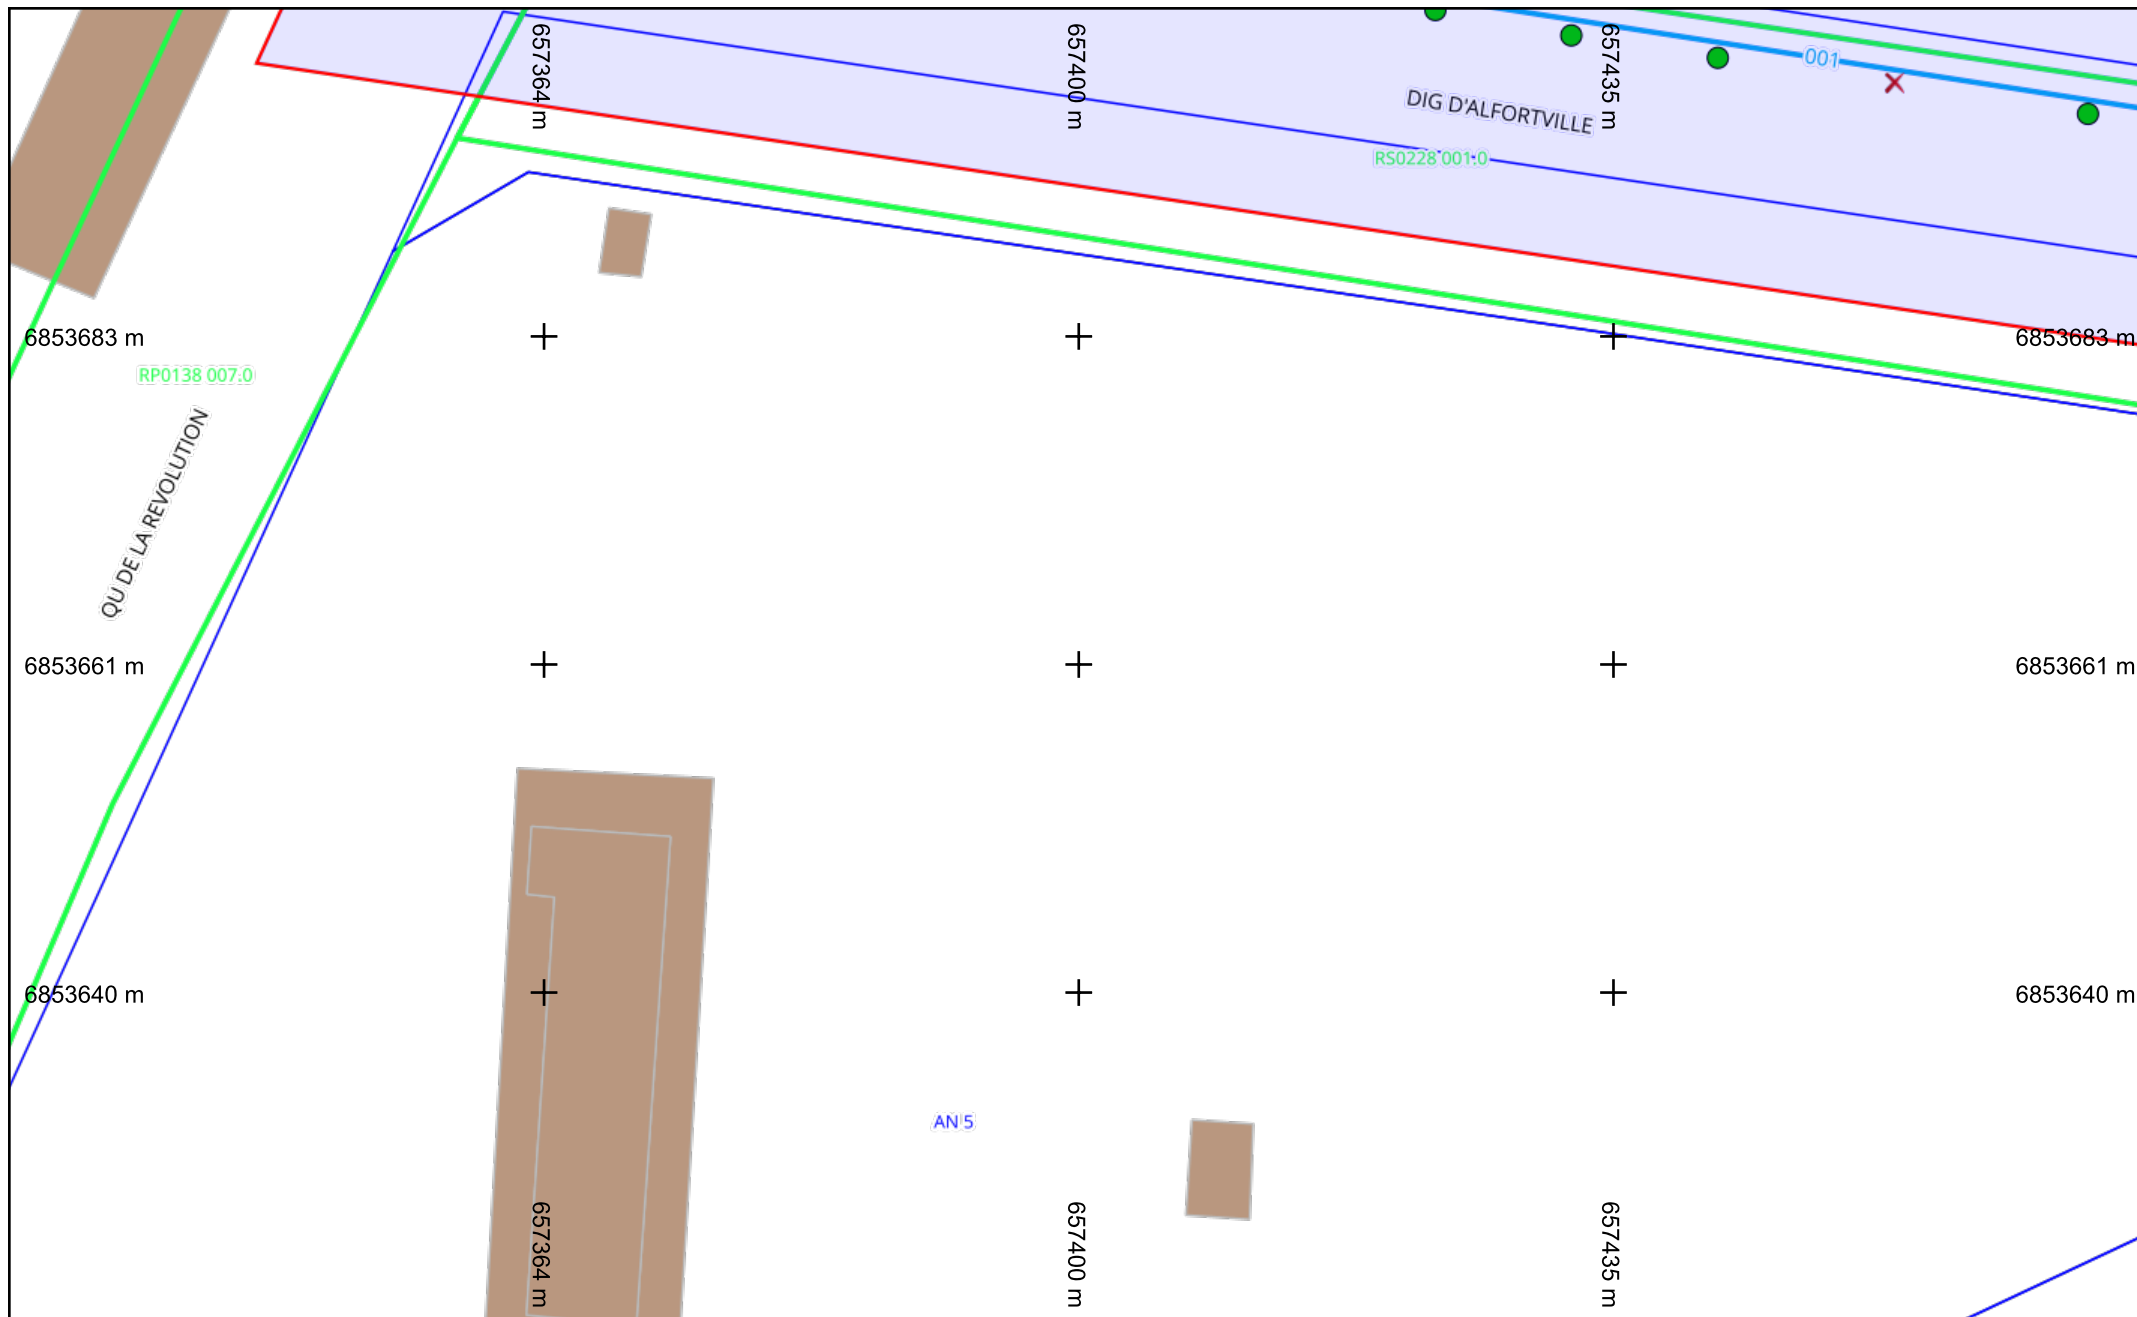 657364 m
657400 m
657435 m
001
DIG D'ALFORTVILLE
RS0228 001.0
6853683 m
6853683 m
RP0138 007.0
QU DE LA REVOLUTION
6853661 m
6853661 m
6853640 m
6853640 m
AN 5
657364 m
657400 m
657435 m